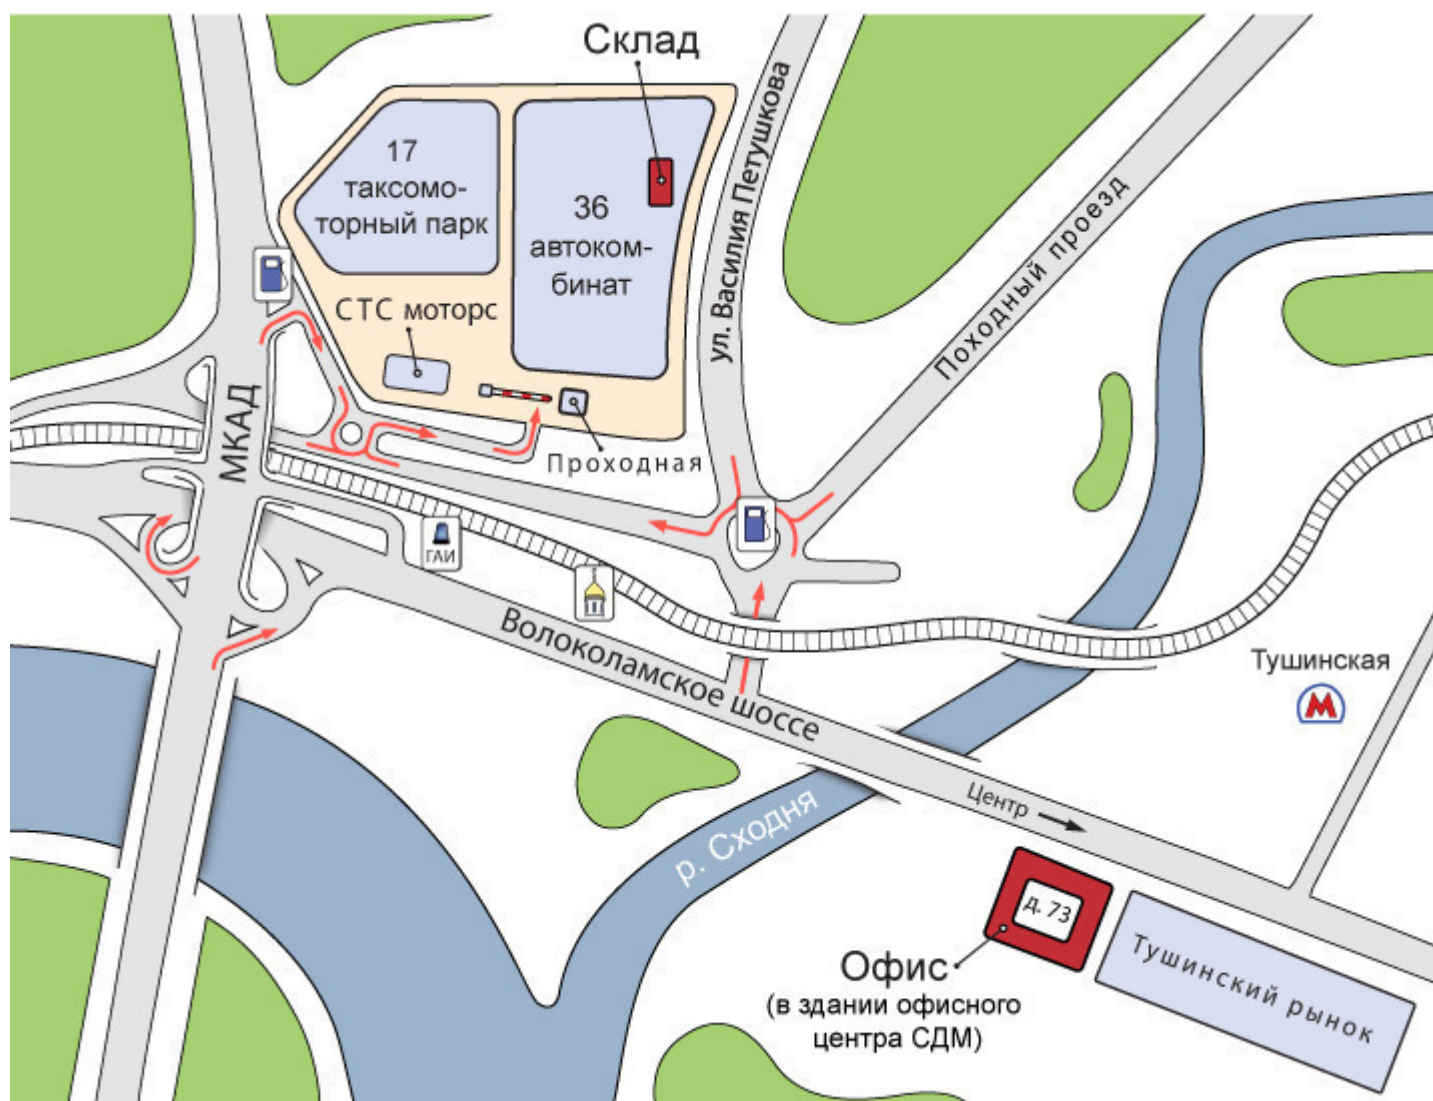 Склад
17
таксомо-
торный парк
36
автоком-
бинат
ул. Василия Петушкова
Походный проезд
СТС моторс
МКАД
Проходная
ГАИ
Волоколамское шоссе
Тушинская
М
Центр
р. Сходня
д. 73
Офис
(в здании офисного
центра СДМ)
Тушинский рынок